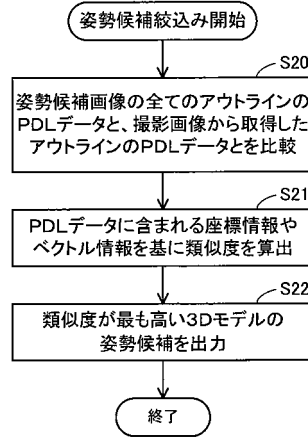 姿勢候補絞込み開始
S20
姿勢候補画像の全てのアウトラインの
PDLデータと、撮影画像から取得した
アウトラインのPDLデータとを比較
S21
PDLデータに含まれる座標情報や
ベクトル情報を基に類似度を算出
S22
類似度が最も高い3Dモデルの
姿勢候補を出力
終了